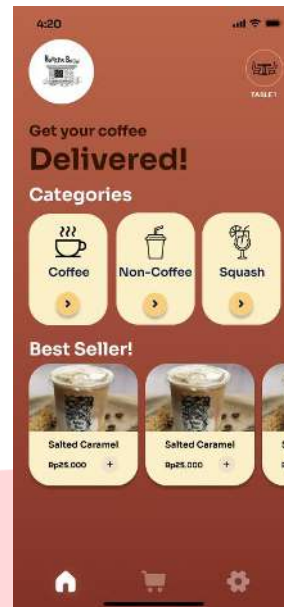 4:20
TABLE 1
Get your coffee
Delivered!
Categories
Coffee
Non-Coffee
Squash
Best Seller!
Salted Caramel
Rp25.000 +
Salted Caramel
Rp25.000 +